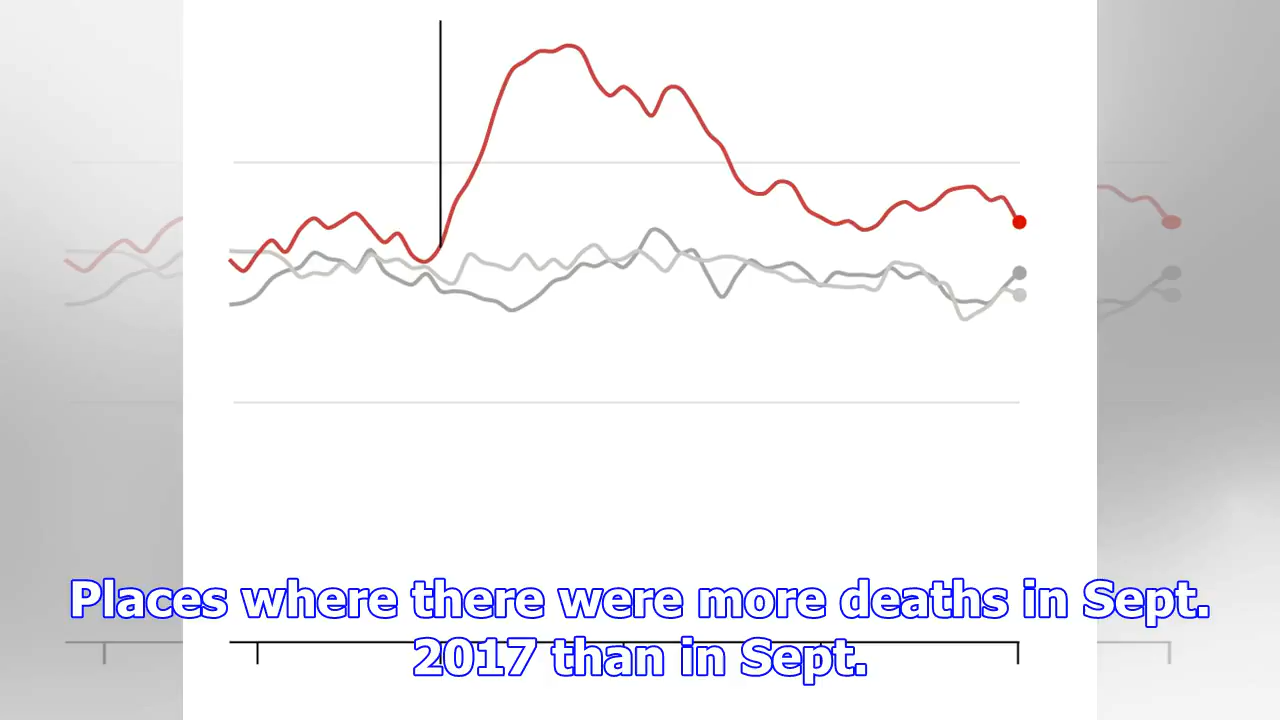 Places where there were more deaths in Sept.
2017 than in Sept.